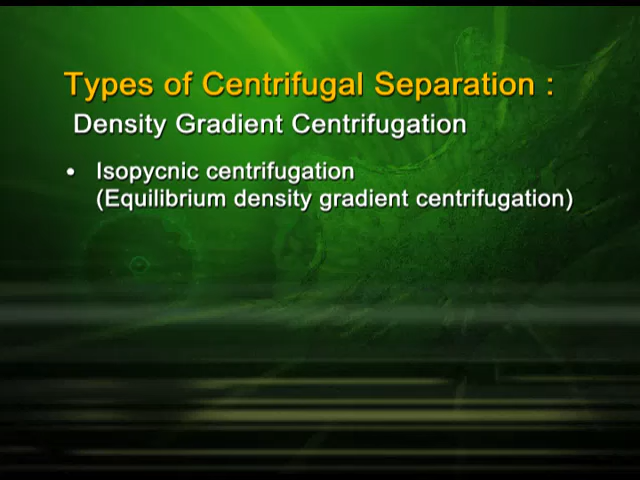 Types of Centrifugal Separation :
Density Gradient Centrifugation
• Isopycnic centrifugation
(Equilibrium density gradient centrifugation)